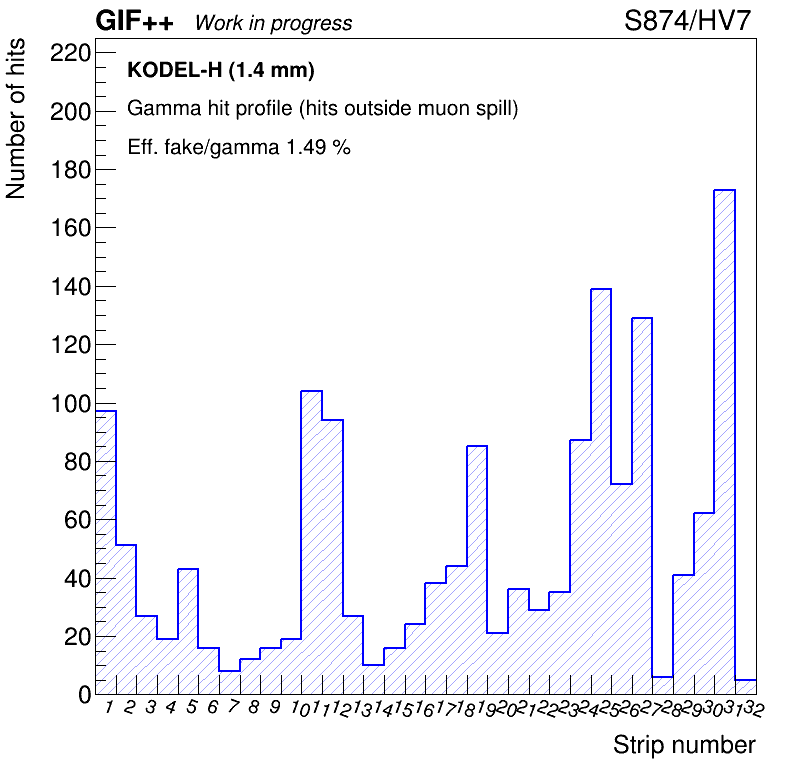 GIF++ Work in progress S874/HV7
Number of hits
KODEL-H (1.4 mm)
Gamma hit profile (hits outside muon spill)
Eff. fake/gamma 1.49 %
220
200
180
160
140
120
100
80
60
40
20
0
1 2 3 4 5 6 7 8 9 10 11 12 13 14 15 16 17 18 19 20 21 22 23 24 25 26 27 28 29 30 31 32
Strip number